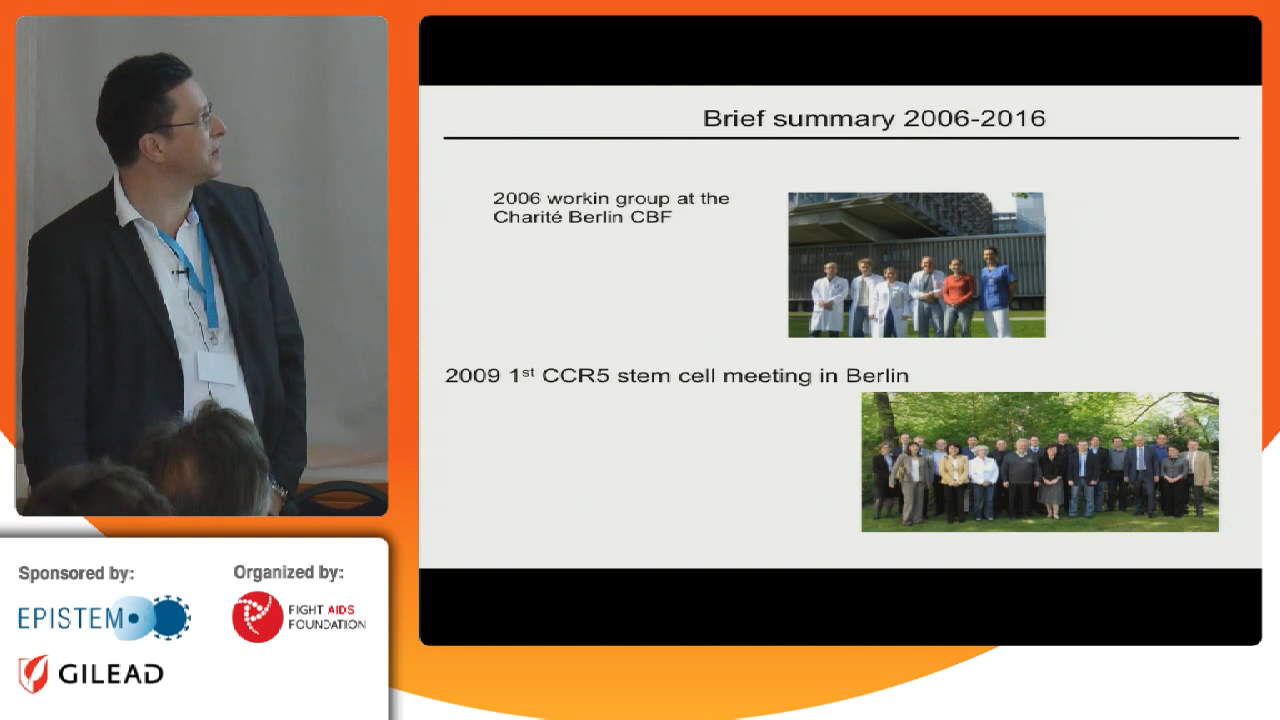 Brief summary 2006-2016
2006 workin group at the
Charité Berlin CBF
2009 1st CCR5 stem cell meeting in Berlin
Sponsored by:
EPISTEM
GILEAD
Organized by:
FIGHT AIDS
FOUNDATION